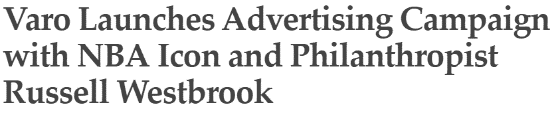 Varo Launches Advertising Campaign
with NBA Icon and Philanthropist
Russell Westbrook